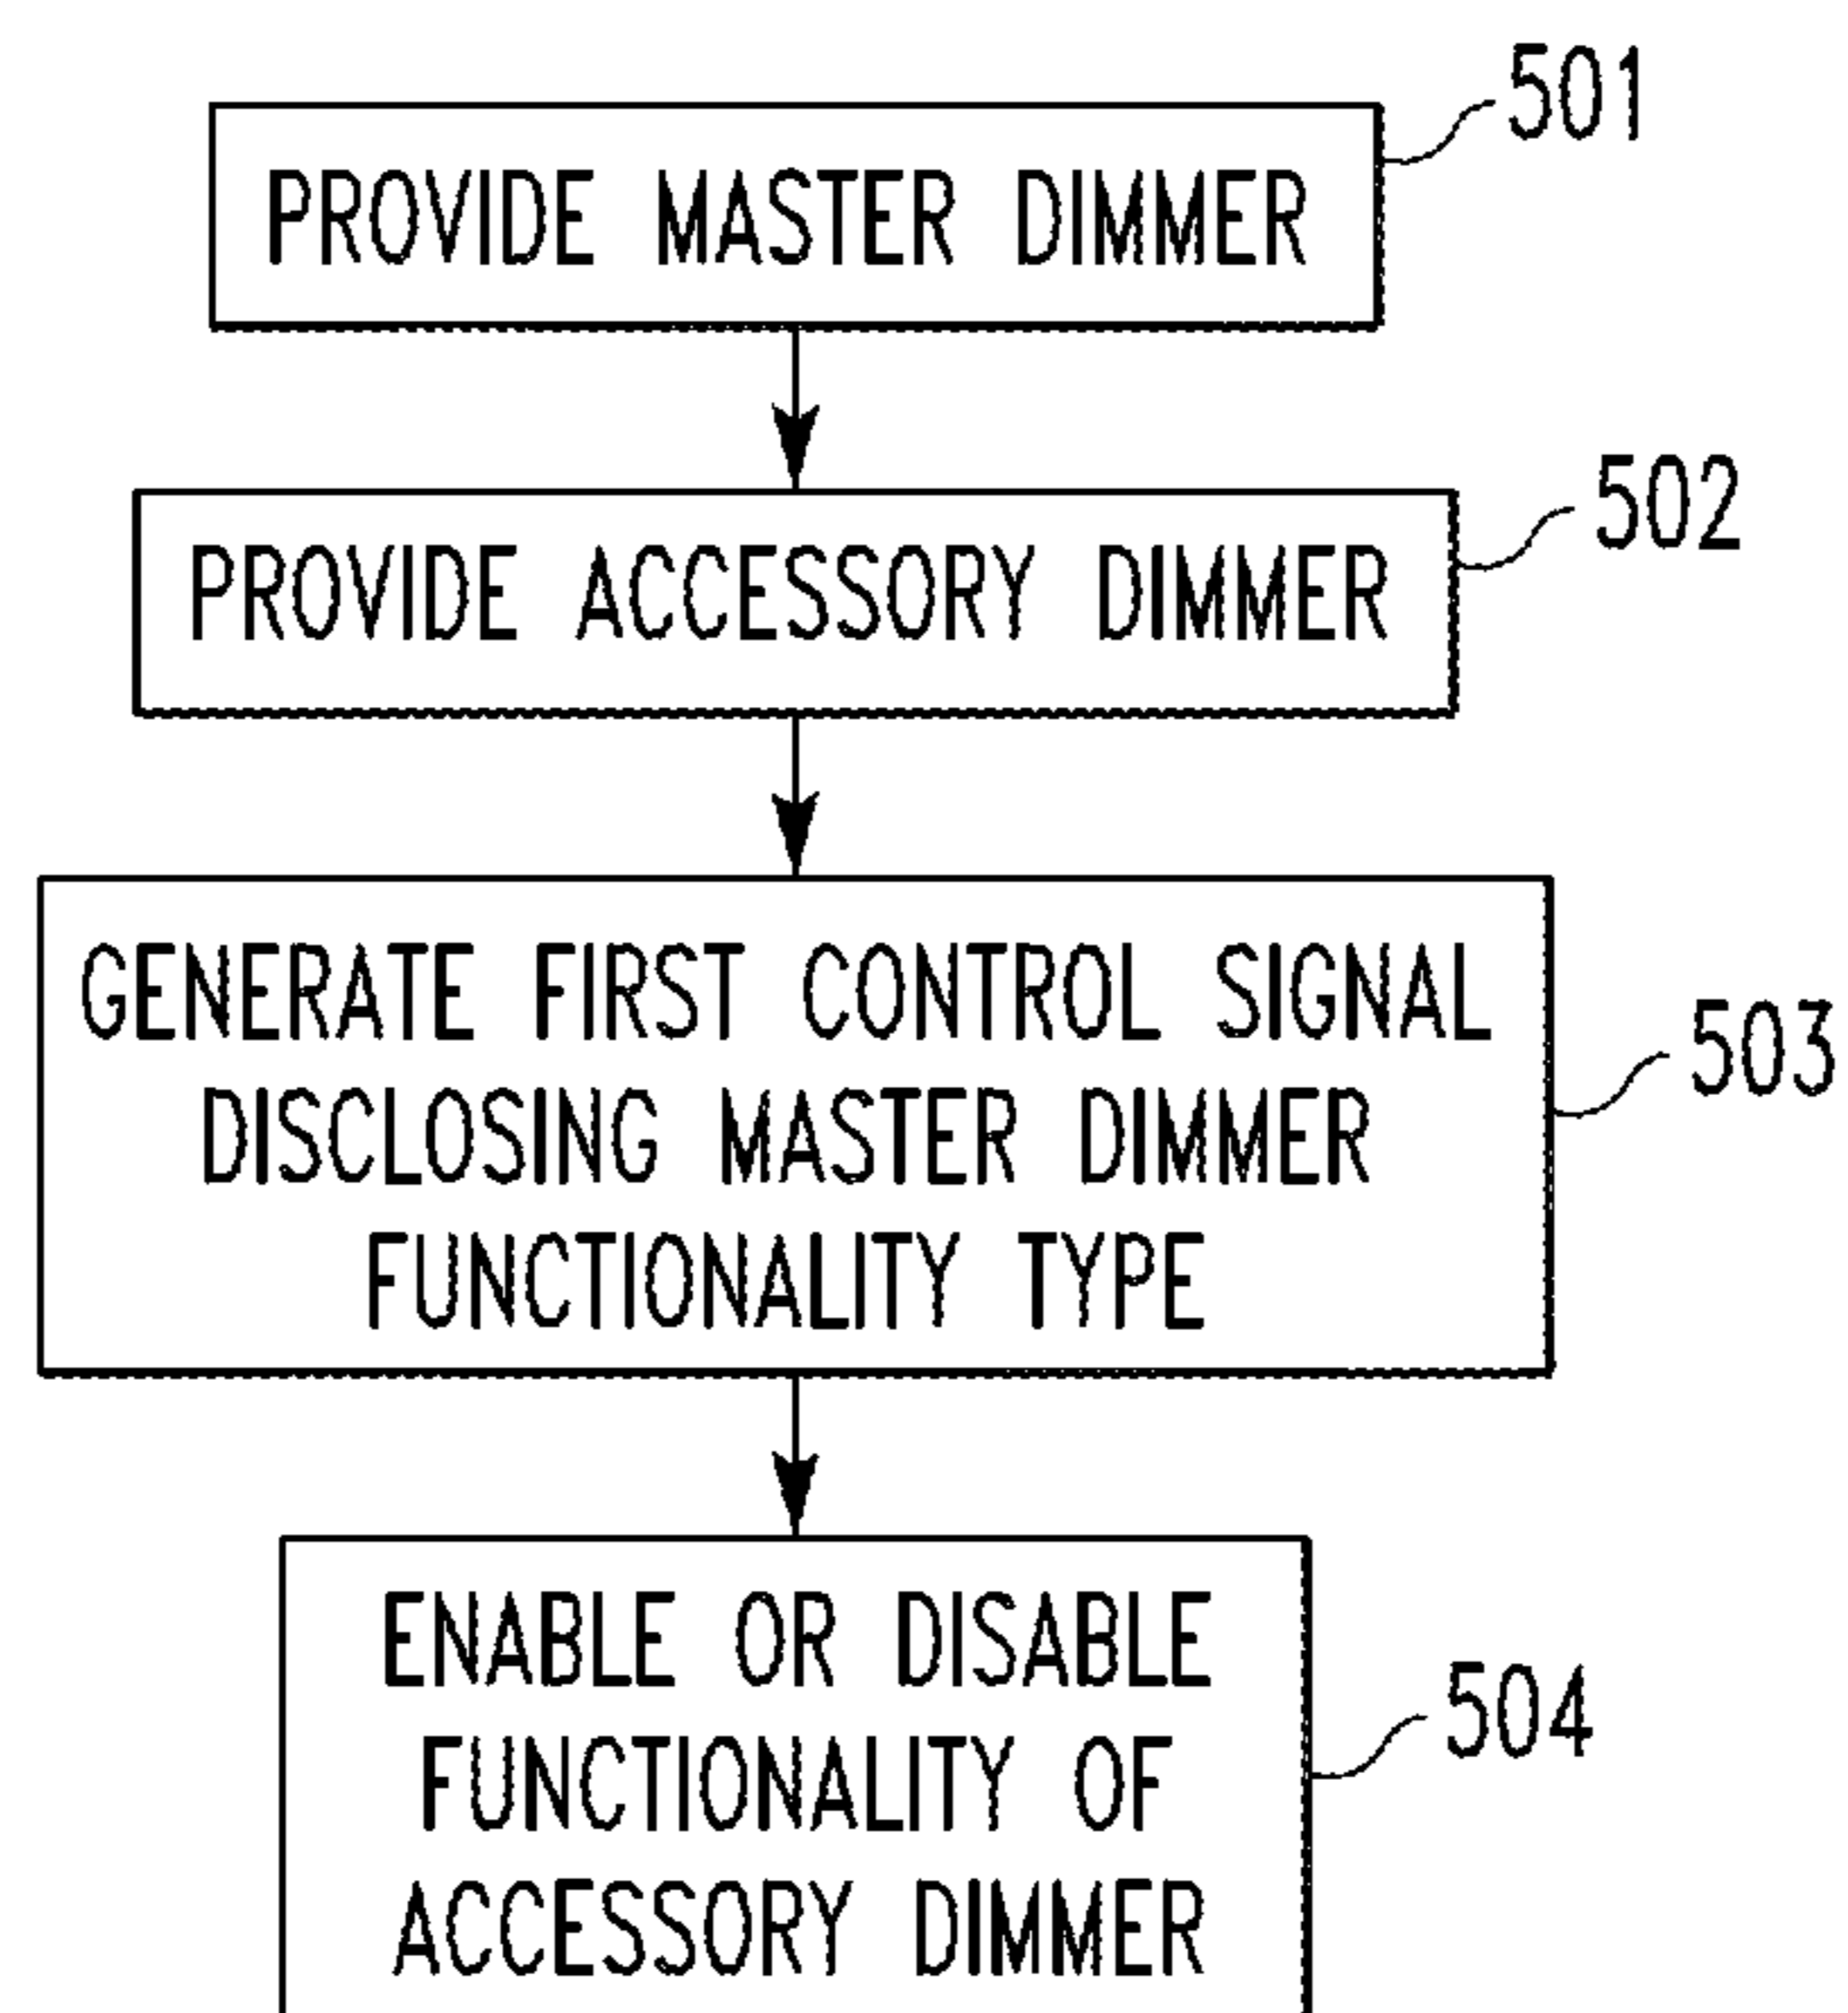 501
PROVIDE MASTER DIMMER
502
PROVIDE ACCESSORY DIMMER
GENERATE FIRST CONTROL SIGNAL
DISCLOSING MASTER DIMMER
FUNCTIONALITY TYPE
503
ENABLE OR DISABLE
FUNCTIONALITY OF
ACCESSORY DIMMER
504